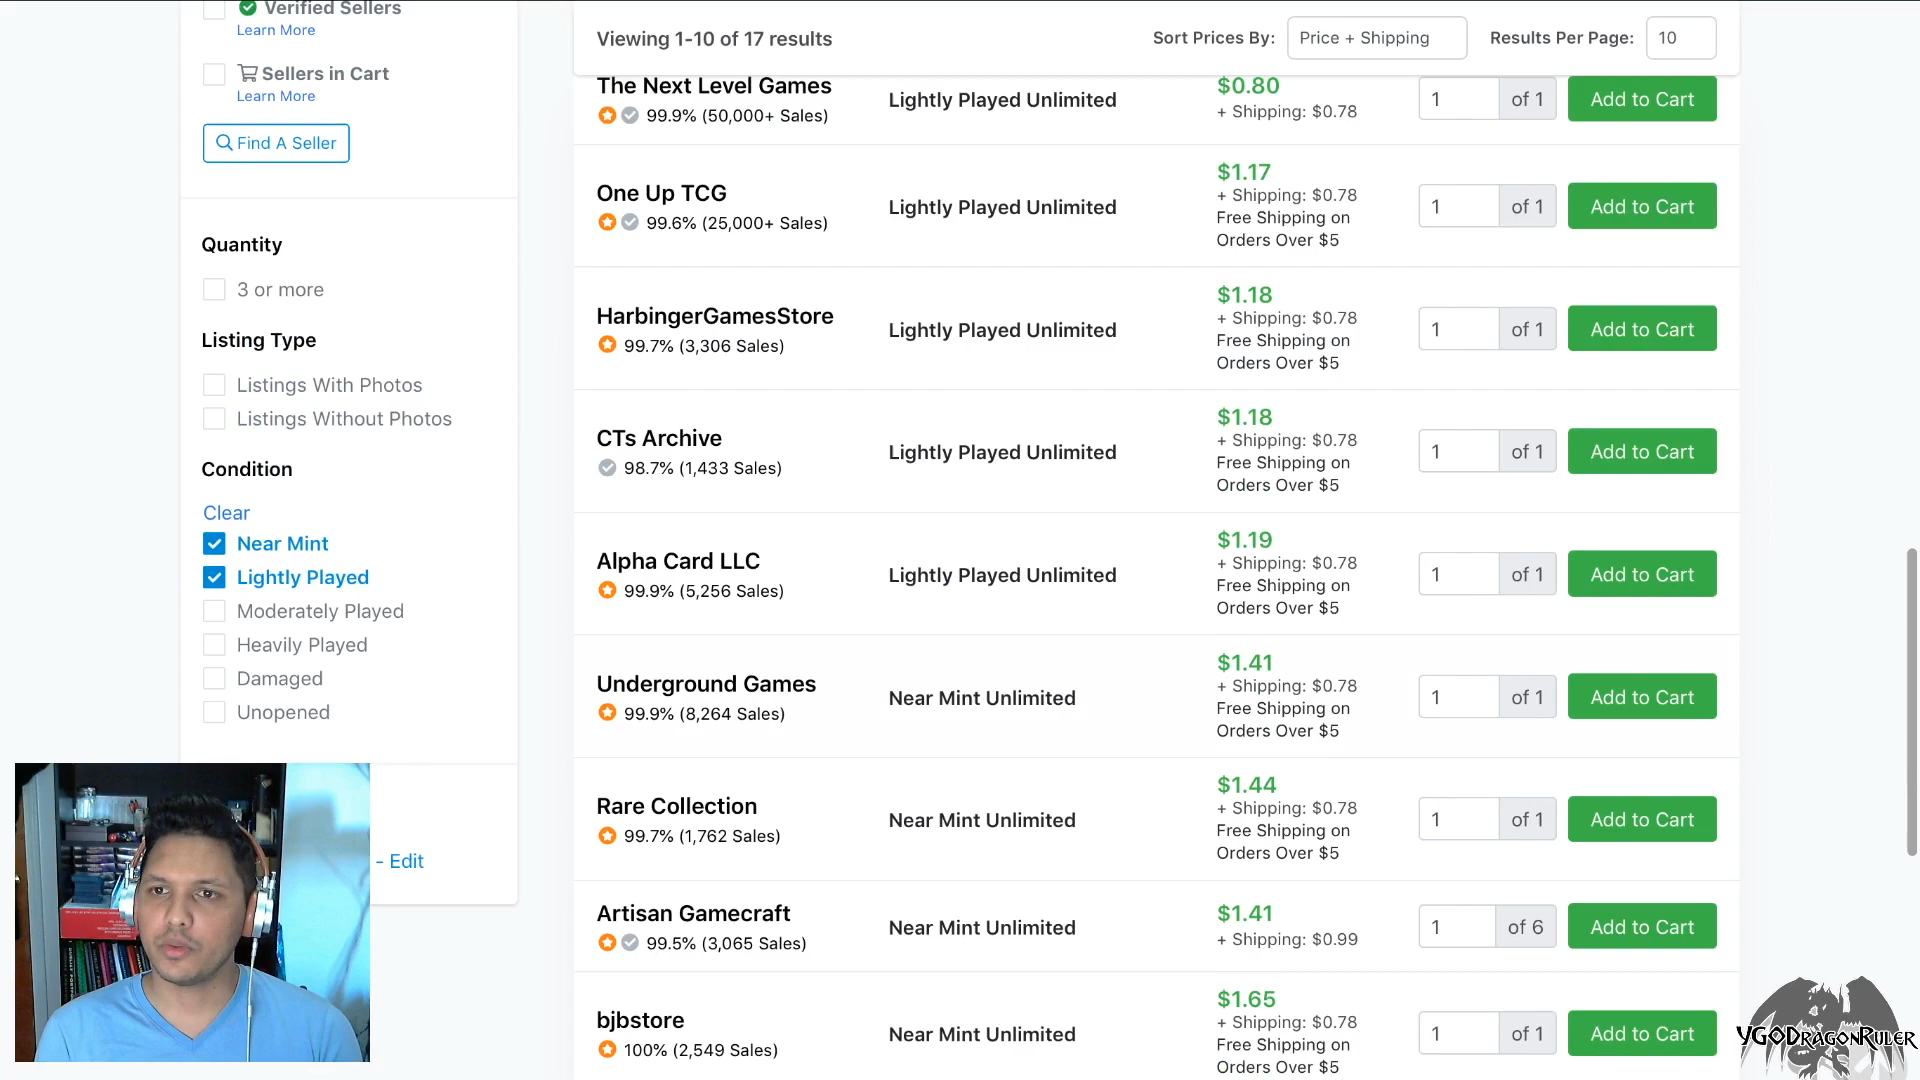 Verified Sellers
Learn More
Sellers in Cart
Learn More
Find A Seller
Quantity
3 or more
Listing Type
Listings With Photos
Listings Without Photos
Condition
Clear
Near Mint
Lightly Played
Moderately Played
Heavily Played
Damaged
Unopened
- Edit
Viewing 1-10 of 17 results
Sort Prices By: Price + Shipping
Results Per Page: 10
The Next Level Games
99.9% (50,000+ Sales)
Lightly Played Unlimited
$0.80
+ Shipping: $0.78
1 of 1
Add to Cart
One Up TCG
99.6% (25,000+ Sales)
Lightly Played Unlimited
$1.17
+ Shipping: $0.78
Free Shipping on
Orders Over $5
1 of 1
Add to Cart
HarbingerGamesStore
99.7% (3,306 Sales)
Lightly Played Unlimited
$1.18
+ Shipping: $0.78
Free Shipping on
Orders Over $5
1 of 1
Add to Cart
CTs Archive
98.7% (1,433 Sales)
Lightly Played Unlimited
$1.18
+ Shipping: $0.78
Free Shipping on
Orders Over $5
1 of 1
Add to Cart
Alpha Card LLC
99.9% (5,256 Sales)
Lightly Played Unlimited
$1.19
+ Shipping: $0.78
Free Shipping on
Orders Over $5
1 of 1
Add to Cart
Underground Games
99.9% (8,264 Sales)
Near Mint Unlimited
$1.41
+ Shipping: $0.78
Free Shipping on
Orders Over $5
1 of 1
Add to Cart
Rare Collection
99.7% (1,762 Sales)
Near Mint Unlimited
$1.44
+ Shipping: $0.78
Free Shipping on
Orders Over $5
1 of 1
Add to Cart
Artisan Gamecraft
99.5% (3,065 Sales)
Near Mint Unlimited
$1.41
+ Shipping: $0.99
1 of 6
Add to Cart
bjbstore
100% (2,549 Sales)
Near Mint Unlimited
$1.65
+ Shipping: $0.78
Free Shipping on
Orders Over $5
1 of 1
Add to Cart
YGODragonRuler